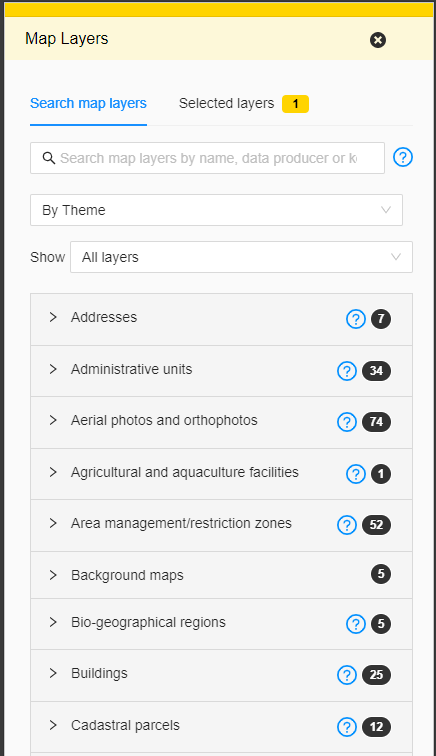 Map Layers
Search map layers
Selected layers 1
Search map layers by name, data producer or k
By Theme
Show All layers
Addresses 7
Administrative units 34
Aerial photos and orthophotos 74
Agricultural and aquaculture facilities 1
Area management/restriction zones 52
Background maps 5
Bio-geographical regions 5
Buildings 25
Cadastral parcels 12